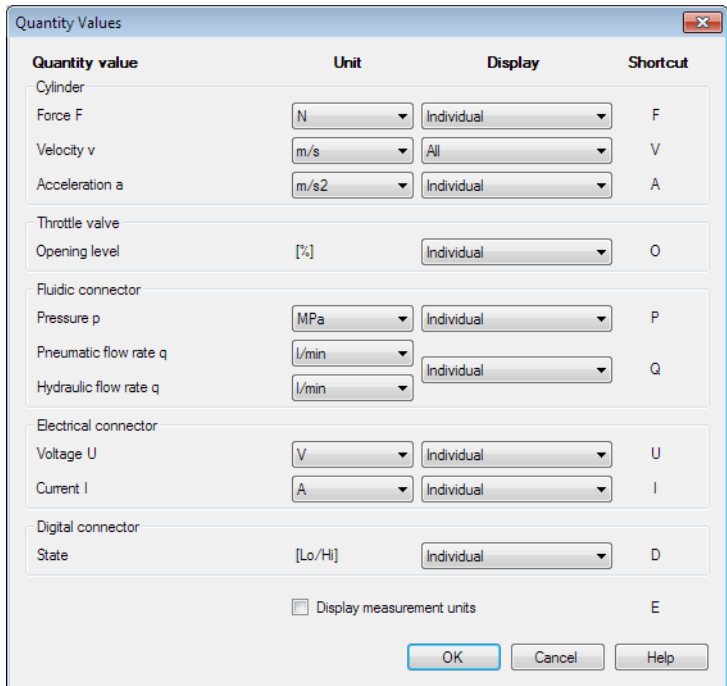 Quantity Values
Quantity value Unit Display Shortcut
Cylinder
Force F N Individual F
Velocity v m/s All V
Acceleration a m/s2 Individual A
Throttle valve
Opening level [%] Individual O
Fluidic connector
Pressure p MPa Individual P
Pneumatic flow rate q l/min
Individual Q
Hydraulic flow rate q l/min
Electrical connector
Voltage U V Individual U
Current I A Individual I
Digital connector
State [Lo/Hi] Individual D
Display measurement units E
OK Cancel Help